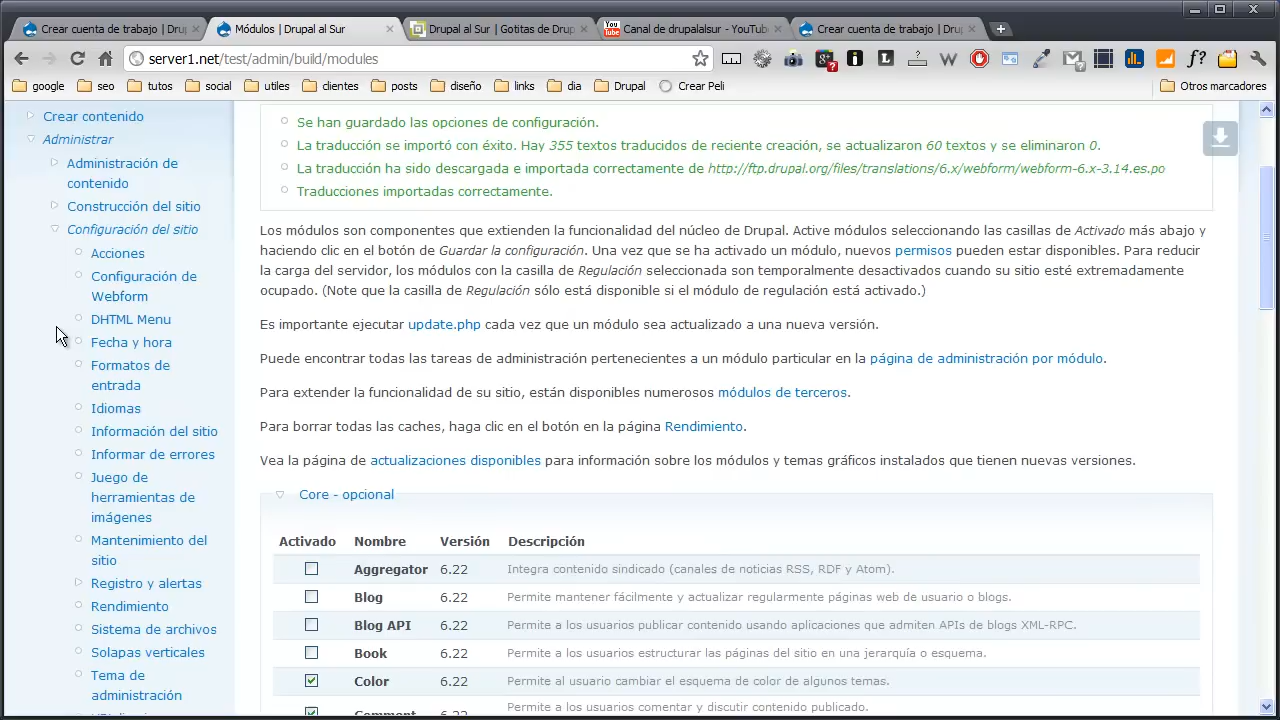 Crear cuenta de trabajo | Drup
Módulos | Drupal al Sur
Drupal al Sur | Gotitas de Drup
Canal de drupalsur - YouTube
Crear cuenta de trabajo | Drup
server1.net/test/admin/build/modules
google
seo
tutos
social
utiles
clientes
posts
diseño
links
dia
Drupal
Crear Peli
Otros marcadores
Crear contenido
Administrar
Administración de
contenido
Construcción del sitio
Configuración del sitio
Acciones
Configuración de
Webform
DHTML Menu
Fecha y hora
Formatos de
entrada
Idiomas
Información del sitio
Informar de errores
Juego de
herramientas de
imágenes
Mantenimiento del
sitio
Registro y alertas
Rendimiento
Sistema de archivos
Solapas verticales
Tema de
administración
Se han guardado las opciones de configuración.
La traducción se importó con éxito. Hay 355 textos traducidos de reciente creación, se actualizaron 60 textos y se eliminaron 0.
La traducción ha sido descargada e importada correctamente de http://ftp.drupal.org/files/translations/6.x/webform/webform-6.x-3.14.es.po
Traducciones importadas correctamente.
Los módulos son componentes que extienden la funcionalidad del núcleo de Drupal. Active módulos seleccionando las casillas de Activado más abajo y
haciendo clic en el botón de Guardar la configuración. Una vez que se ha activado un módulo, nuevos permisos pueden estar disponibles. Para reducir
la carga del servidor, los módulos con la casilla de Regulación seleccionada son temporalmente desactivados cuando su sitio esté extremadamente
ocupado. (Note que la casilla de Regulación sólo está disponible si el módulo de regulación está activado.)
Es importante ejecutar update.php cada vez que un módulo sea actualizado a una nueva versión.
Puede encontrar todas las tareas de administración pertenecientes a un módulo particular en la página de administración por módulo.
Para extender la funcionalidad de su sitio, están disponibles numerosos módulos de terceros.
Para borrar todas las caches, haga clic en el botón en la página Rendimiento.
Vea la página de actualizaciones disponibles para información sobre los módulos y temas gráficos instalados que tienen nuevas versiones.
Core - opcional
Activado Nombre Versión Descripción
Aggregator 6.22 Integra contenido sindicado (canales de noticias RSS, RDF y Atom).
Blog 6.22 Permite mantener fácilmente y actualizar regularmente páginas web de usuario o blogs.
Blog API 6.22 Permite a los usuarios publicar contenido usando aplicaciones que admiten APIs de blogs XML-RPC.
Book 6.22 Permite a los usuarios estructurar las páginas del sitio en una jerarquía o esquema.
Color 6.22 Permite al usuario cambiar el esquema de color de algunos temas.
Comment 6.22 Permite a los usuarios comentar y discutir contenido publicado.